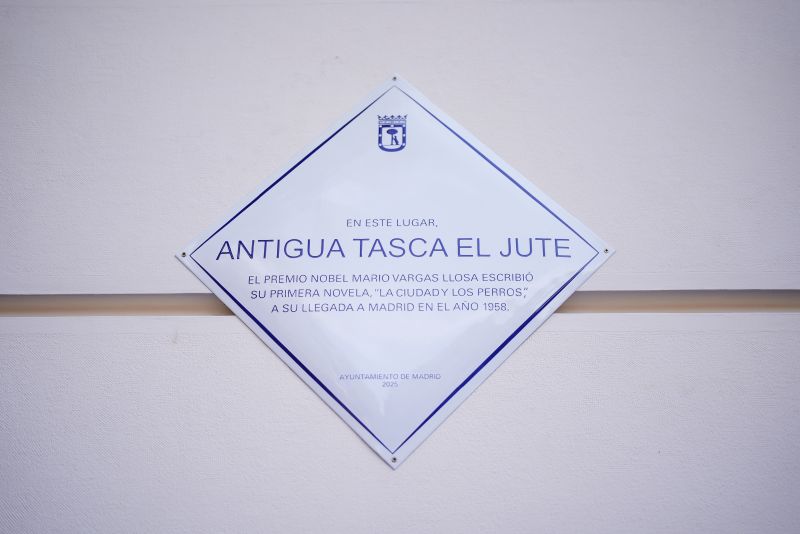 EN ESTE LUGAR,
ANTIGUA TASCA EL JUTE
EL PREMIO NOBEL MARIO VARGAS LLOSA ESCRIBIÓ
SU PRIMERA NOVELA, "LA CIUDAD Y LOS PERROS",
A SU LLEGADA A MADRID EN EL AÑO 1958.
AYUNTAMIENTO DE MADRID
2025